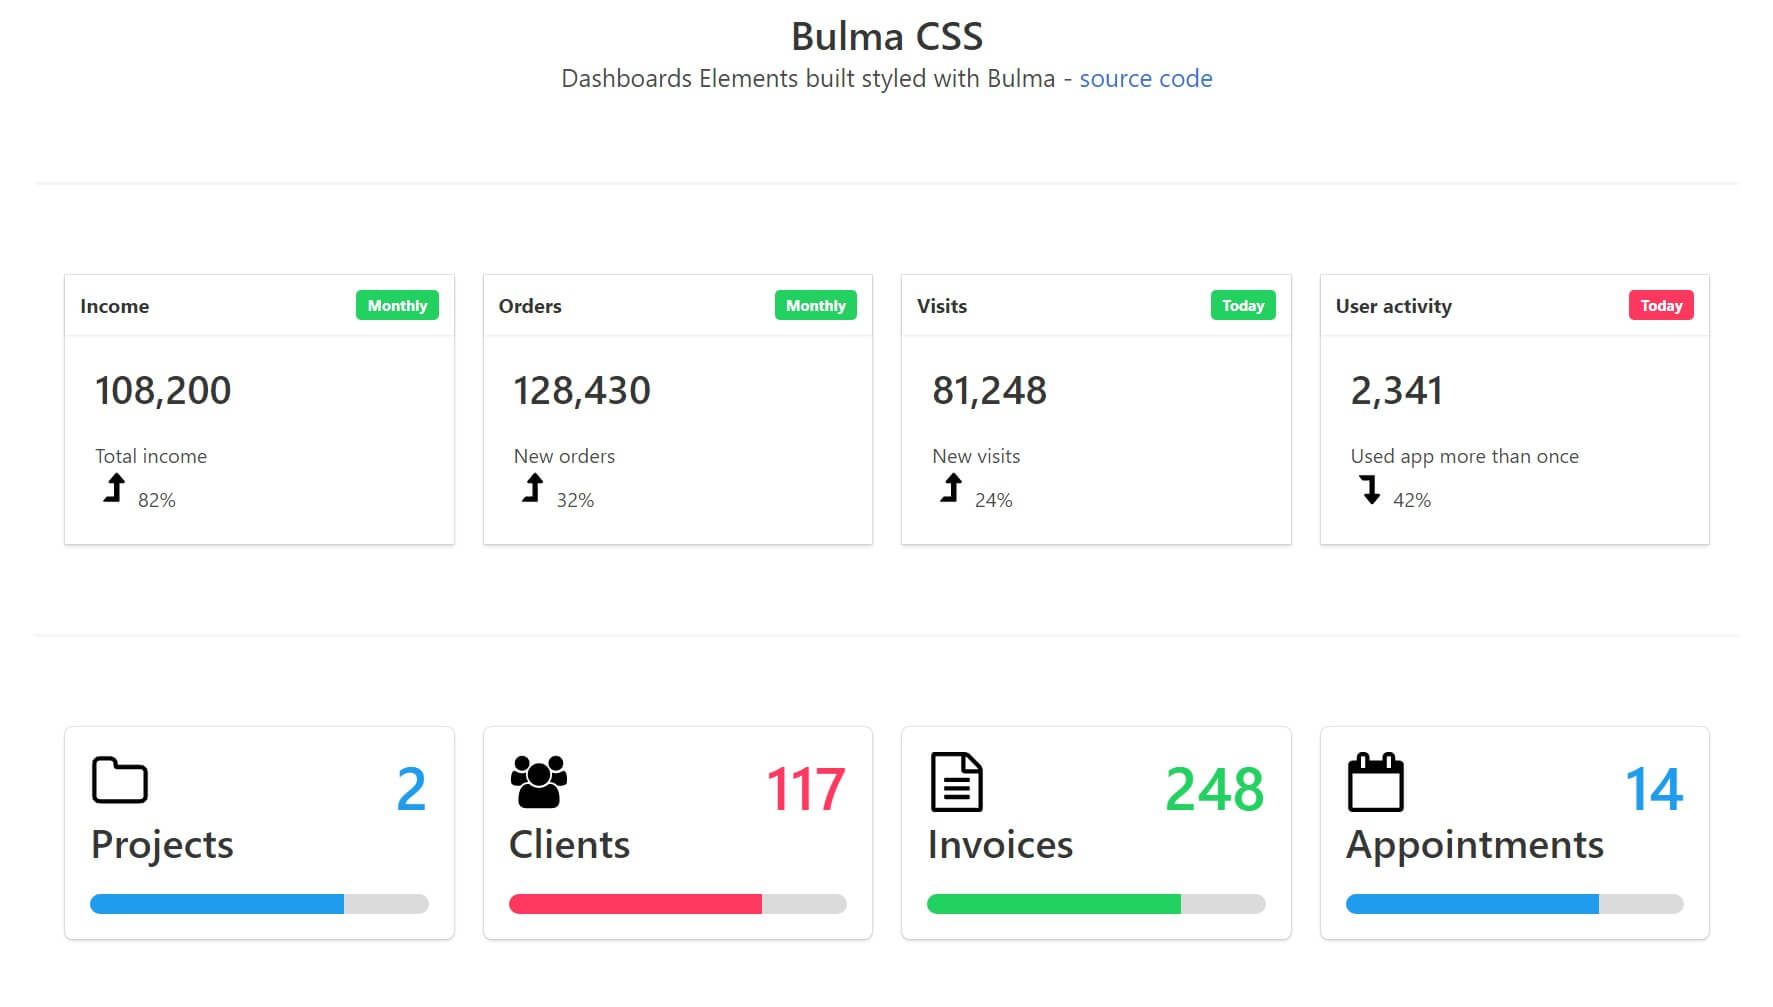 Bulma CSS
Dashboards Elements built styled with Bulma - source code
Income Monthly
108,200
Total income
82%
Orders Monthly
128,430
New orders
32%
Visits Today
81,248
New visits
24%
User activity Today
2,341
Used app more than once
42%
2
Projects
117
Clients
248
Invoices
14
Appointments